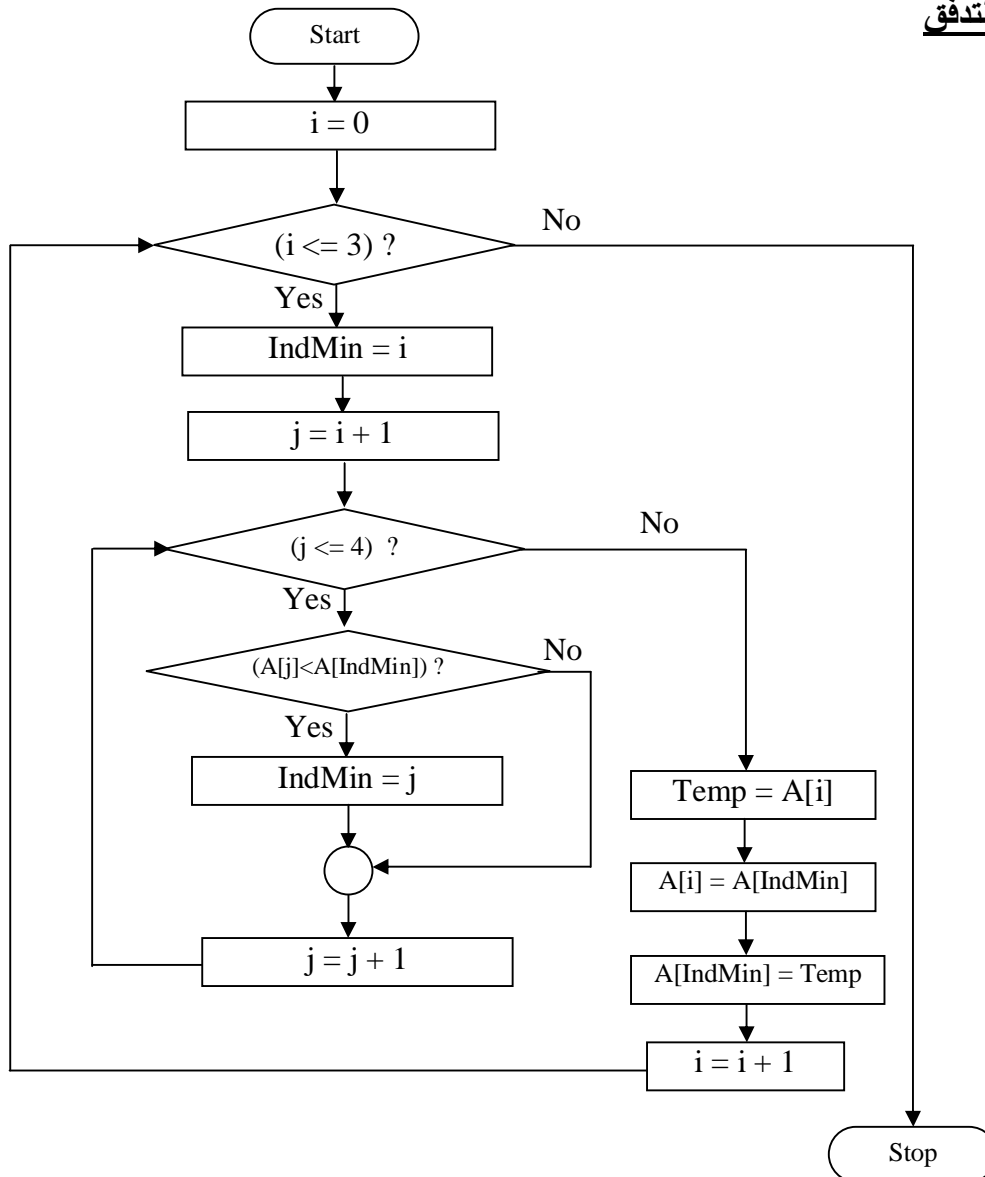 لتدفق
Start
i = 0
(i <= 3) ?
No
Yes
IndMin = i
j = i + 1
(j <= 4) ?
No
Yes
(A[j]<A[IndMin]) ?
No
Yes
IndMin = j
j = j + 1
Temp = A[i]
A[i] = A[IndMin]
A[IndMin] = Temp
i = i + 1
Stop